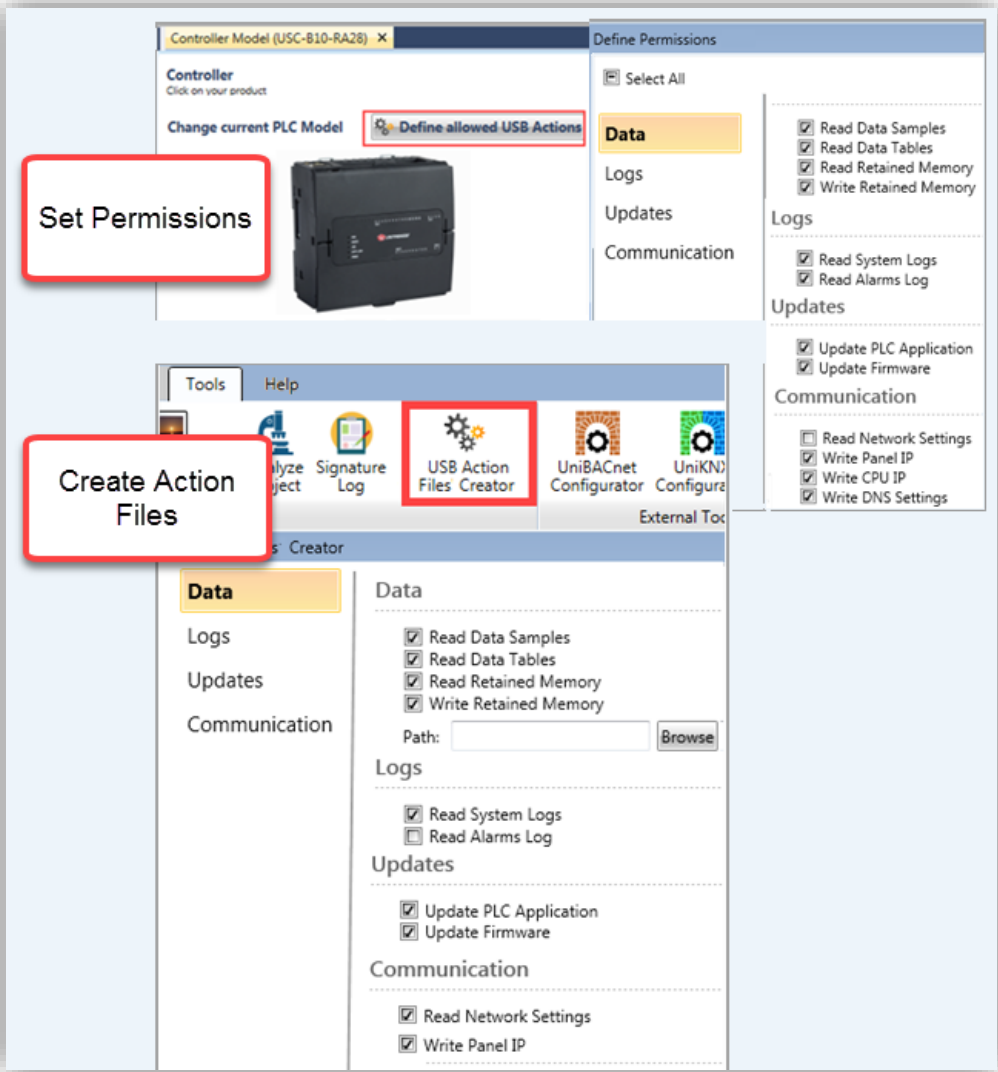 Controller Model (USC-B10-RA28) ×
Controller
Click on your product
Change current PLC Model
Define allowed USB Actions
Set Permissions
Define Permissions
Select All
Data
Logs
Updates
Communication
Read Data Samples
Read Data Tables
Read Retained Memory
Write Retained Memory
Logs
Read System Logs
Read Alarms Log
Updates
Update PLC Application
Update Firmware
Communication
Read Network Settings
Write Panel IP
Write CPU IP
Write DNS Settings
Tools Help
Signature
Log
USB Action
Files Creator
UniBACnet
Configurator
Create Action
Files
Creator
Data
Logs
Updates
Communication
Data
Read Data Samples
Read Data Tables
Read Retained Memory
Write Retained Memory
Path:
Browse
Logs
Read System Logs
Read Alarms Log
Updates
Update PLC Application
Update Firmware
Communication
Read Network Settings
Write Panel IP